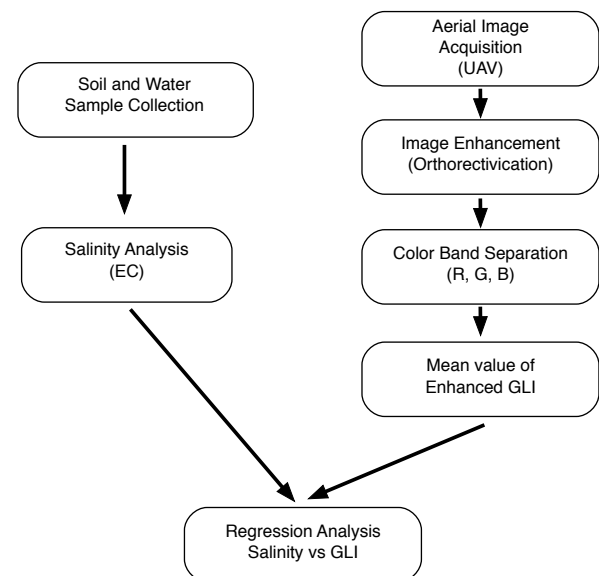 Aerial Image
Acquisition
(UAV)
Soil and Water
Sample Collection
Image Enhancement
(Orthorectivication)
Salinity Analysis
(EC)
Color Band Separation
(R, G, B)
Mean value of
Enhanced GLI
Regression Analysis
Salinity vs GLI